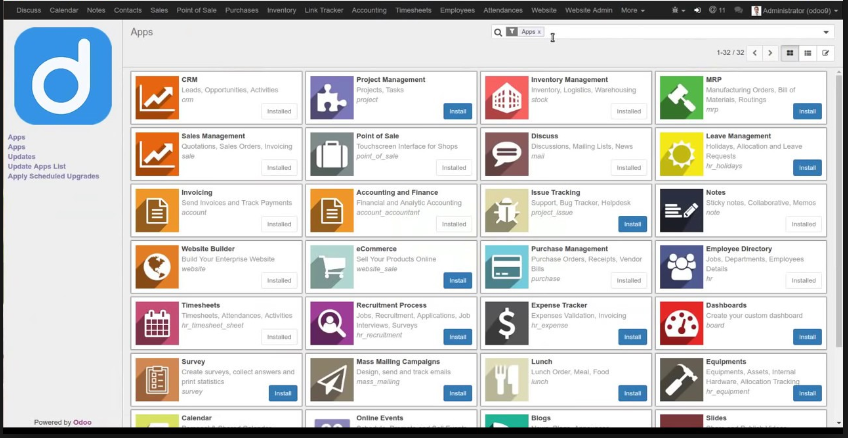 Discuss Calendar Notes Contacts Sales Point of Sale Purchases Inventory Link Tracker Accounting Timesheets Employees Attendances Website Website Admin More 11 Administrator (odoo9)
Apps
Apps x
1-32 / 32
d
Apps
Apps
Updates
Update Apps List
Apply Scheduled Upgrades
Powered by Odoo
CRM
Leads, Opportunities, Activities
crm
Installed
Project Management
Projects, Tasks
project
Install
Inventory Management
Inventory, Logistics, Warehousing
stock
Installed
MRP
Manufacturing Orders, Bill of
Materials, Routings
mrp
Install
Sales Management
Quotations, Sales Orders, Invoicing
sale
Installed
Point of Sale
Touchscreen Interface for Shops
point_of_sale
Installed
Discuss
Discussions, Mailing Lists, News
mail
Installed
Leave Management
Holidays, Allocation and Leave
Requests
hr_holidays
Install
Invoicing
Send Invoices and Track Payments
account
Installed
Accounting and Finance
Financial and Analytic Accounting
account_accountant
Installed
Issue Tracking
Support, Bug Tracker, Helpdesk
project_issue
Install
Notes
Sticky notes, Collaborative, Memos
note
Installed
Website Builder
Build Your Enterprise Website
website
Installed
eCommerce
Sell Your Products Online
website_sale
Install
Purchase Management
Purchase Orders, Receipts, Vendor
Bills
purchase
Installed
Employee Directory
Jobs, Departments, Employees
Details
hr
Installed
Timesheets
Timesheets, Attendances, Activities
hr_timesheet_sheet
Installed
Recruitment Process
Jobs, Recruitment, Applications, Job
Interviews, Surveys
hr_recruitment
Install
Expense Tracker
Expenses Validation, Invoicing
hr_expense
Install
Dashboards
Create your custom dashboard
board
Install
Survey
Create surveys, collect answers and
print statistics
survey
Install
Mass Mailing Campaigns
Design, send and track emails
mass_mailing
Install
Lunch
Lunch Order, Meal, Food
lunch
Install
Equipments
Equipments, Assets, Internal
Hardware, Allocation Tracking
hr_equipment
Install
Calendar
Online Events
Blogs
Slides